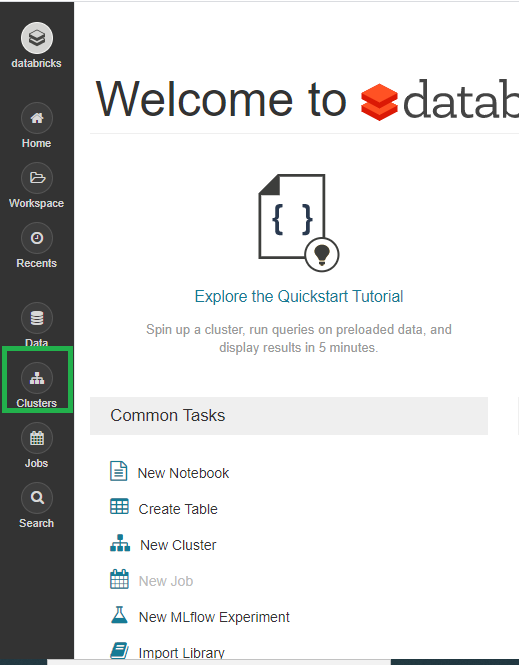 databricks
Home
Workspace
Recents
Data
Clusters
Jobs
Search
Welcome to datab
{ }
Explore the Quickstart Tutorial
Spin up a cluster, run queries on preloaded data, and
display results in 5 minutes.
Common Tasks
New Notebook
Create Table
New Cluster
New Job
New MLflow Experiment
Import Library